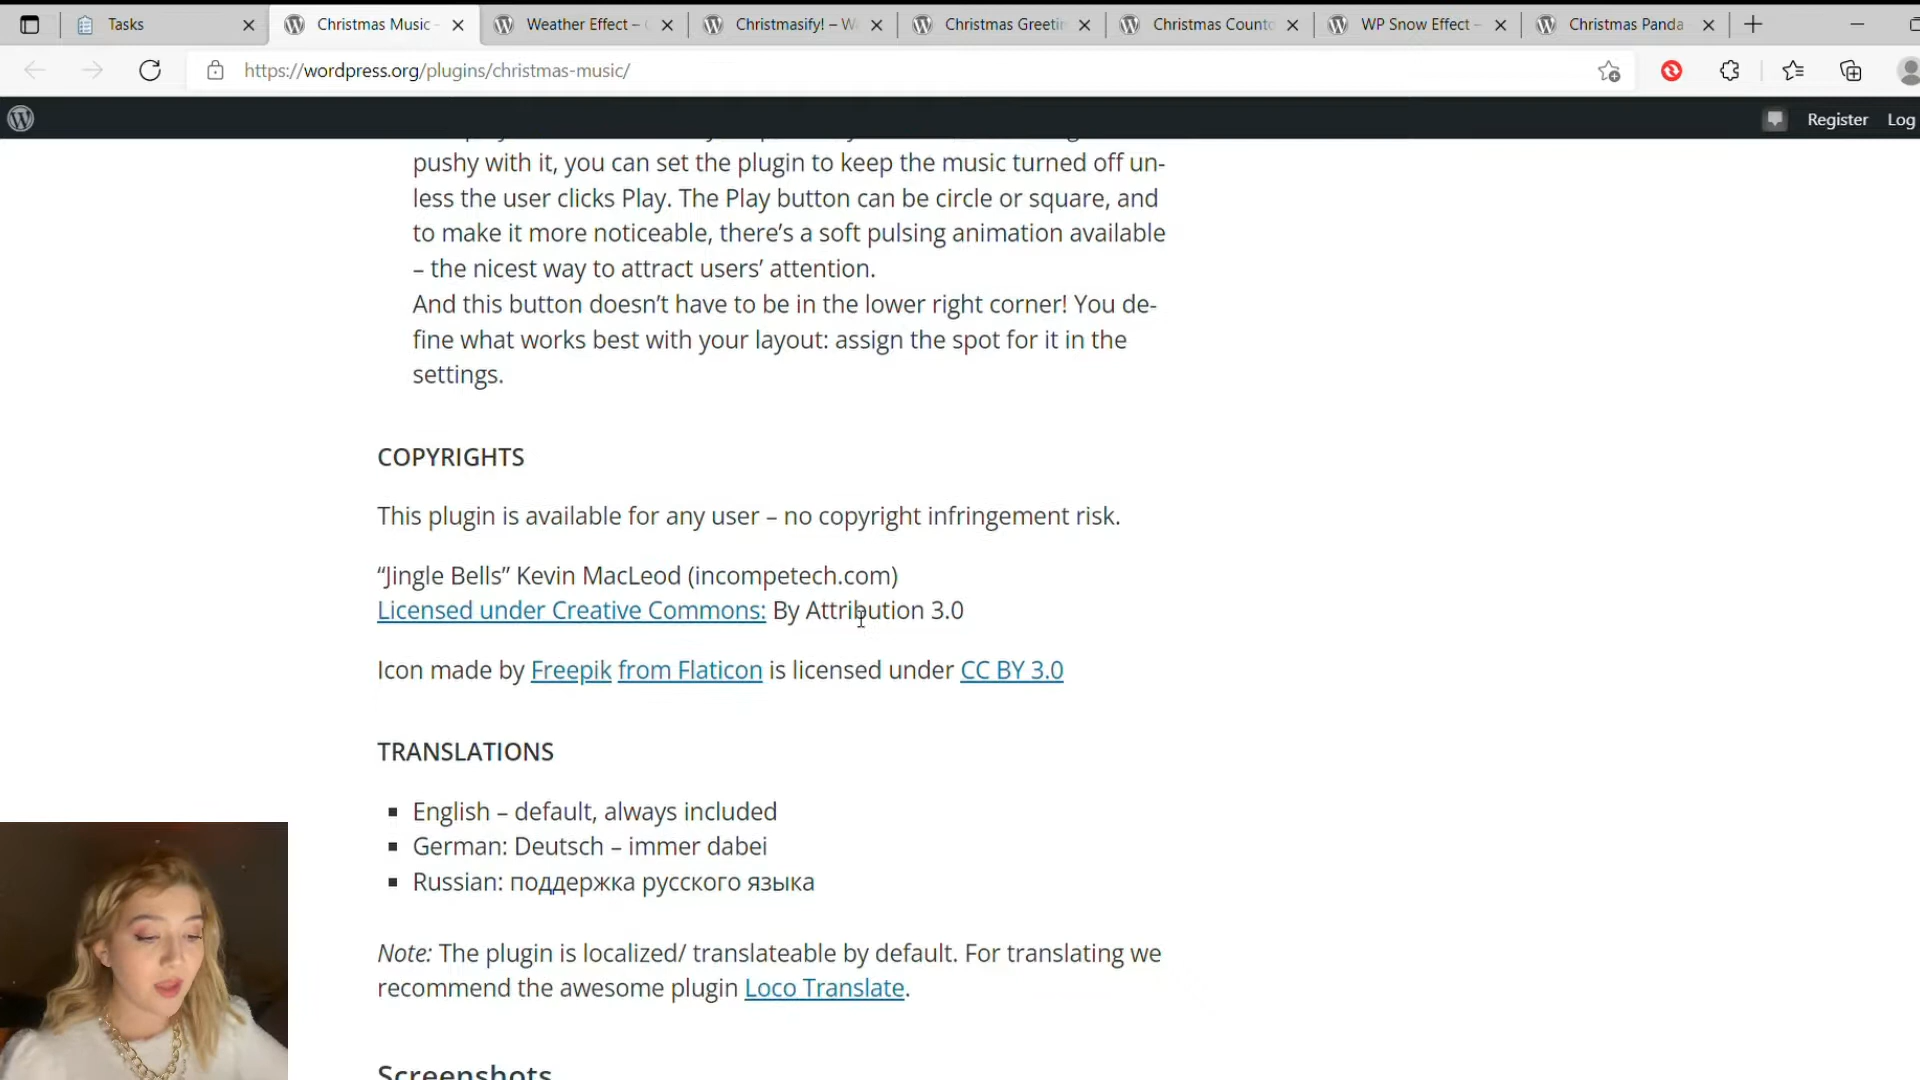 Tasks
Christmas Music -
Weather Effect –
Christmasify! – W
Christmas Greetin
Christmas Countd
WP Snow Effect -
Christmas Panda
https://wordpress.org/plugins/christmas-music/
Register
Log
pushy with it, you can set the plugin to keep the music turned off un-
less the user clicks Play. The Play button can be circle or square, and
to make it more noticeable, there’s a soft pulsing animation available
– the nicest way to attract users’ attention.
And this button doesn’t have to be in the lower right corner! You de-
fine what works best with your layout: assign the spot for it in the
settings.
COPYRIGHTS
This plugin is available for any user – no copyright infringement risk.
“Jingle Bells” Kevin MacLeod (incompetech.com)
Licensed under Creative Commons: By Attribution 3.0
Icon made by Freepik from Flaticon is licensed under CC BY 3.0
TRANSLATIONS
English – default, always included
German: Deutsch – immer dabei
Russian: поддержка русского языка
Note: The plugin is localized/ translateable by default. For translating we
recommend the awesome plugin Loco Translate.
Screenshots